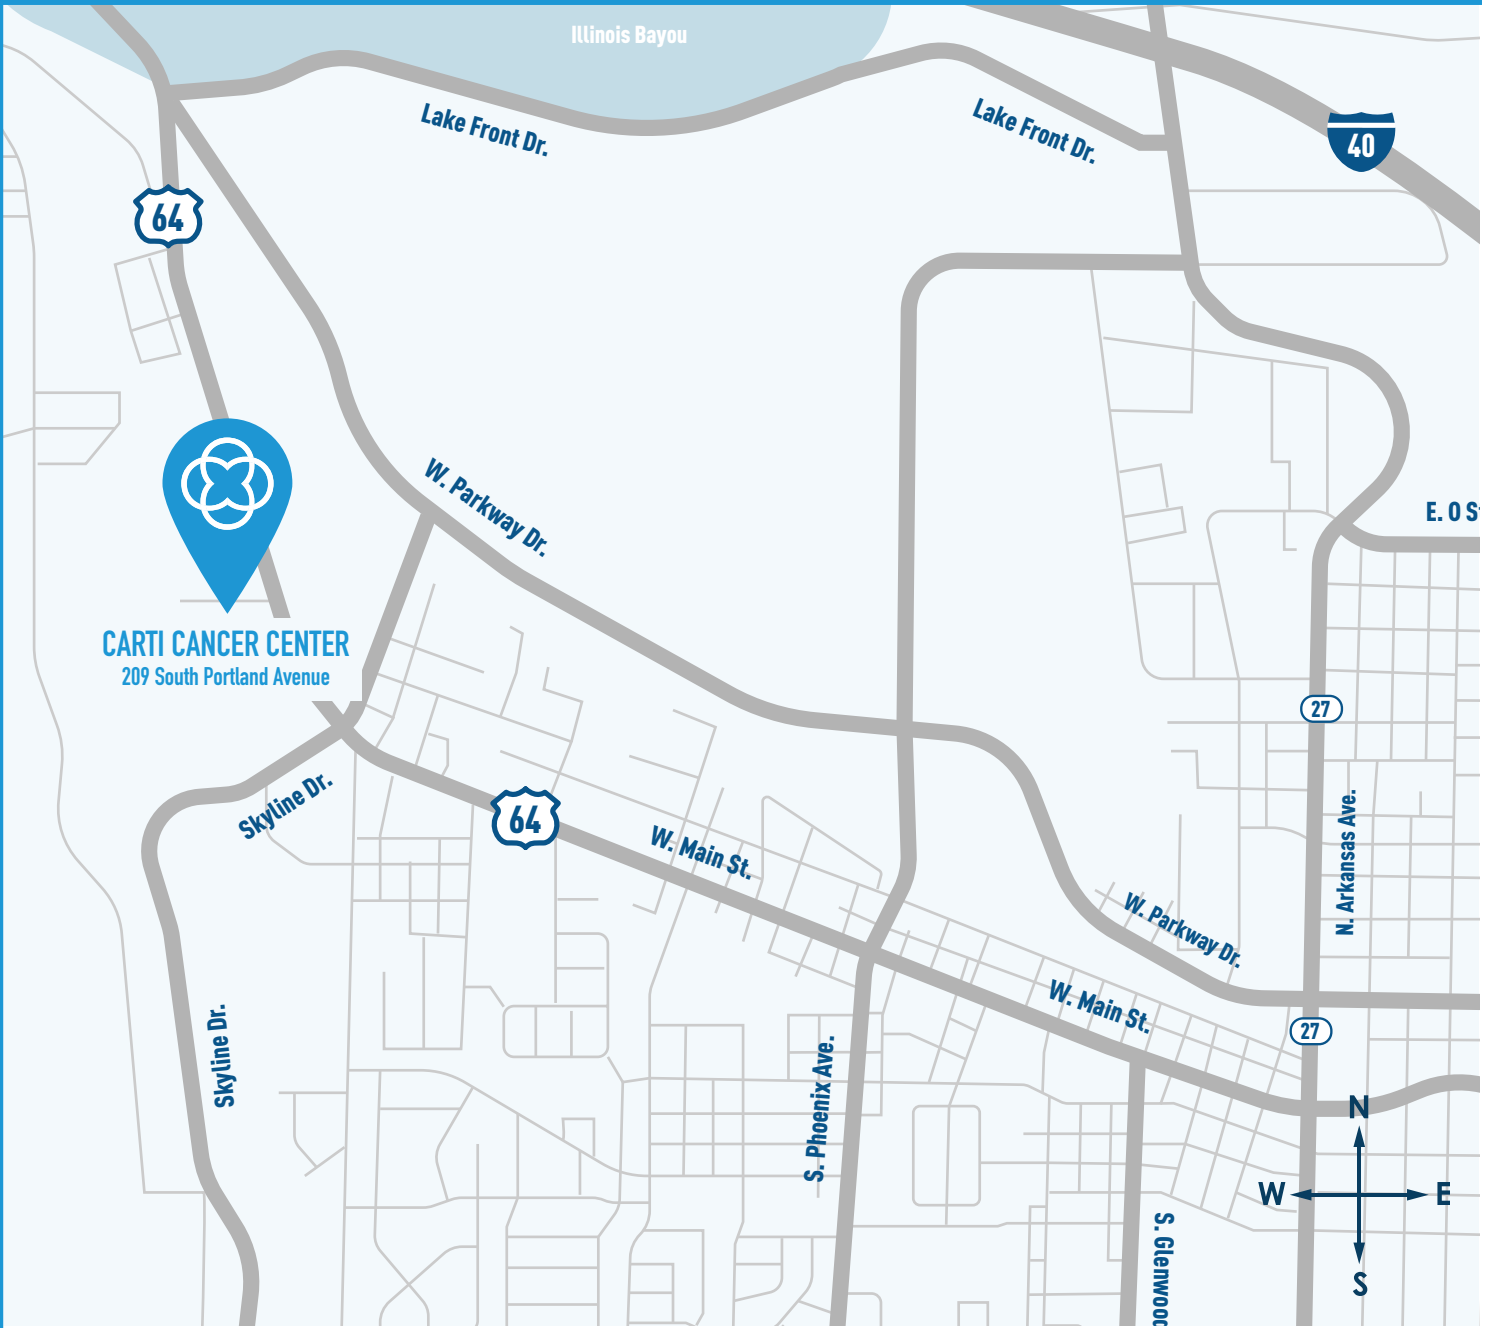 Illinois Bayou
Lake Front Dr.
Lake Front Dr.
40
64
W. Parkway Dr.
E. O S
CARTI CANCER CENTER
209 South Portland Avenue
27
Skyline Dr.
64
W. Main St.
N. Arkansas Ave.
W. Parkway Dr.
W. Main St.
27
Skyline Dr.
S. Phoenix Ave.
N
W
E
S
S. Glenwood